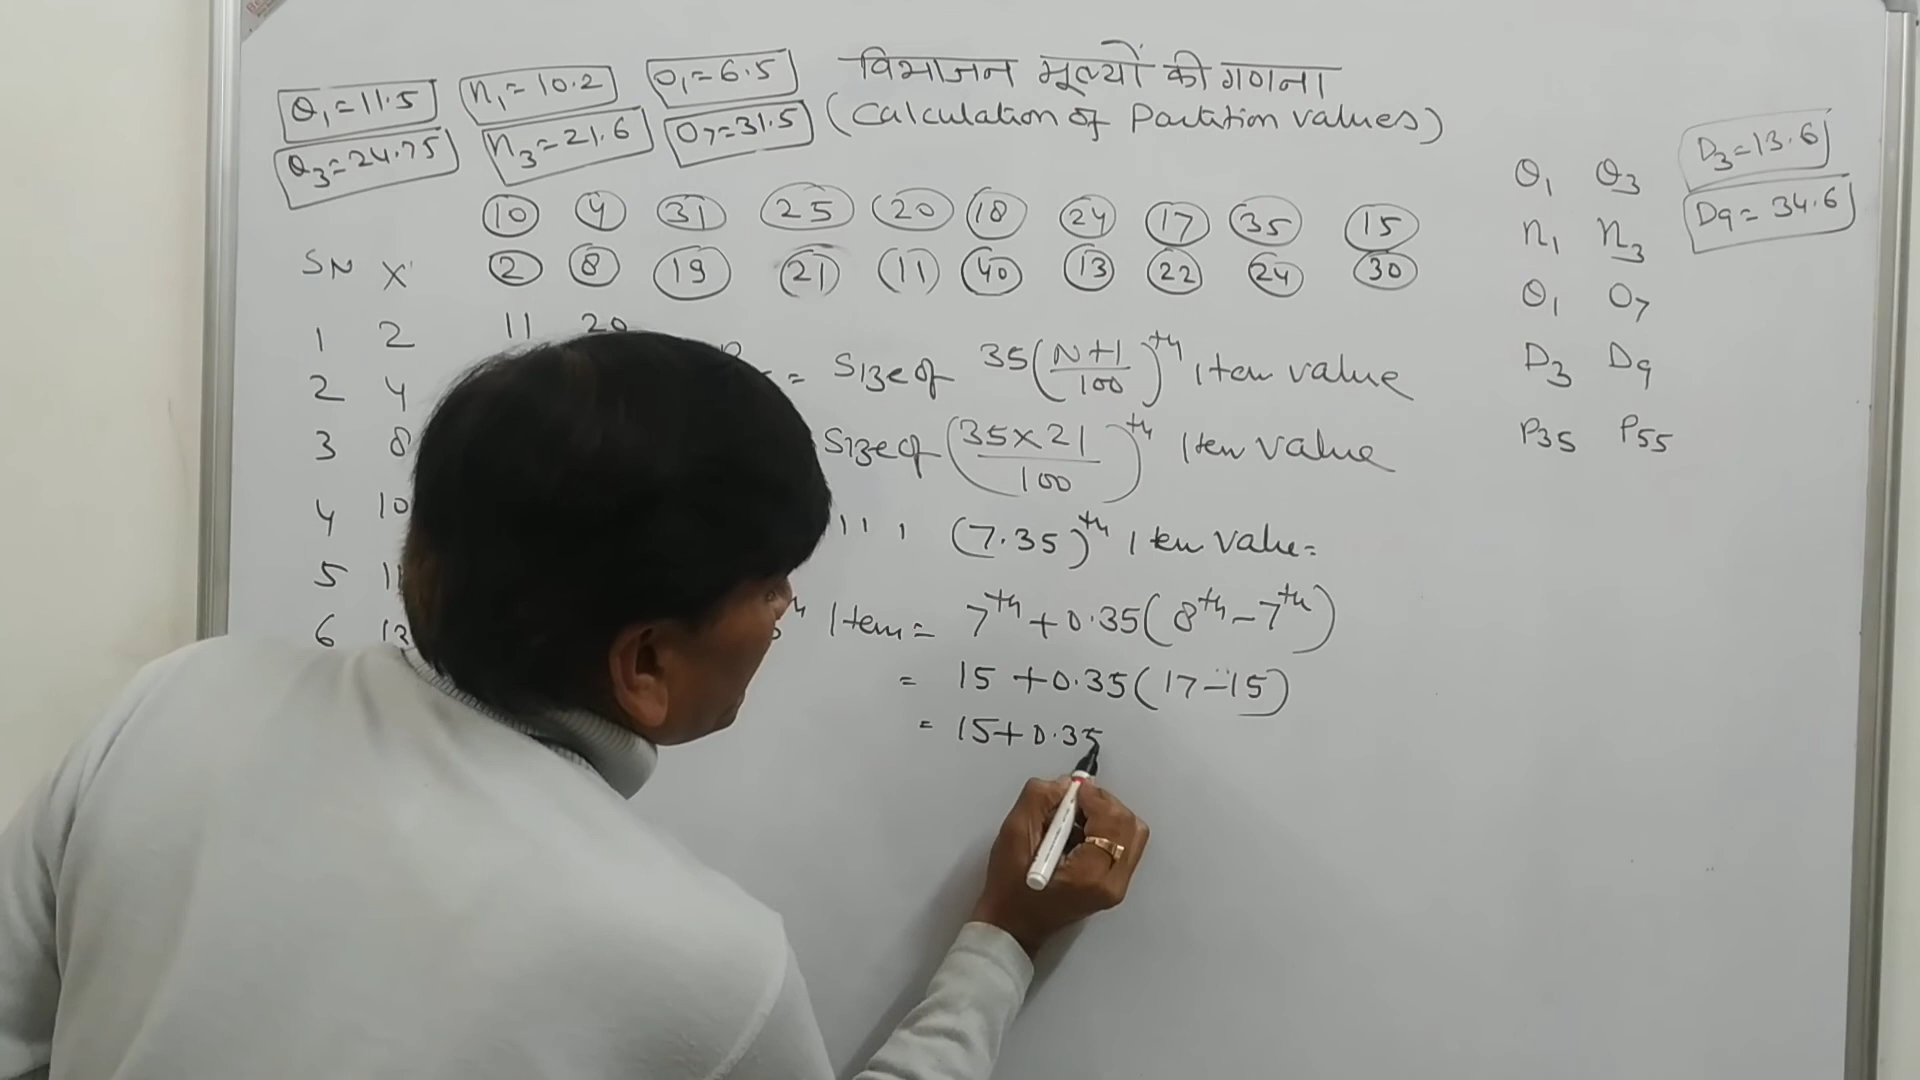 विभाजन मूल्यों की गणना
(Calculation of Partition values)
Q1=11.5 n1=10.2 O1=6.5
Q3=24.75 n3=21.6 O7=31.5
D3=13.6
D9=34.6
Q1 Q3
n1 n3
O1 O7
D3 D9
P35 P55
10 4 31 25 20 18 24 17 35 15
2 8 19 21 11 40 13 22 24 30
SN X
1 2 11 20
2 4
3 8
4 10
5 11
6 13
= Size of 35(N+1/100)th Item value
Size of (35×21/100)th Item value
" " (7.35)th Item value =
Item = 7th + 0.35(8th - 7th)
= 15 + 0.35(17-15)
= 15+0.35